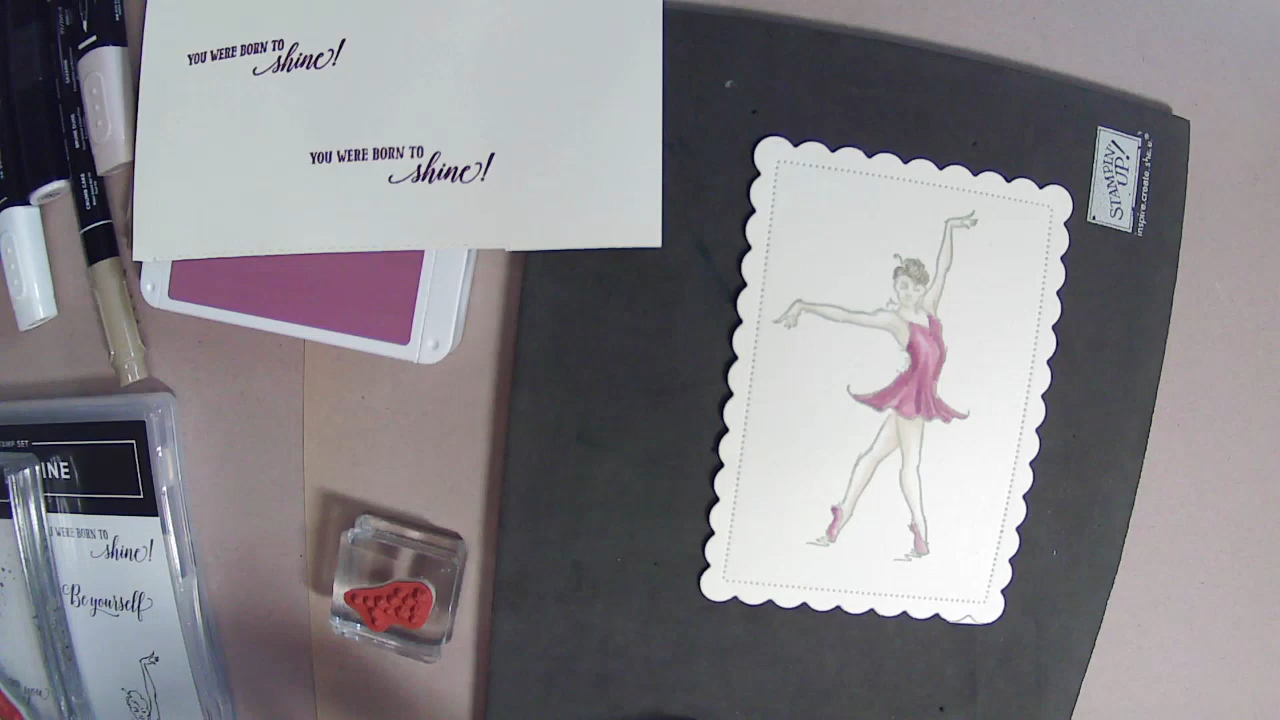 YOU WERE BORN TO
shine!
YOU WERE BORN TO
shine!
STAMPIN'
UP!
inspire.create.share
INE
WERE BORN TO
shine!
Be yourself
you